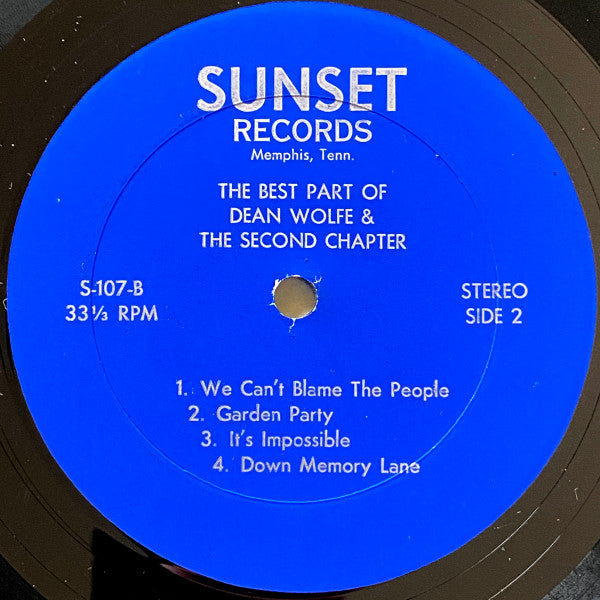 SUNSET
RECORDS
Memphis, Tenn.
THE BEST PART OF
DEAN WOLFE &
THE SECOND CHAPTER
S-107-B
33⅓ RPM
STEREO
SIDE 2
1. We Can't Blame The People
2. Garden Party
3. It's Impossible
4. Down Memory Lane